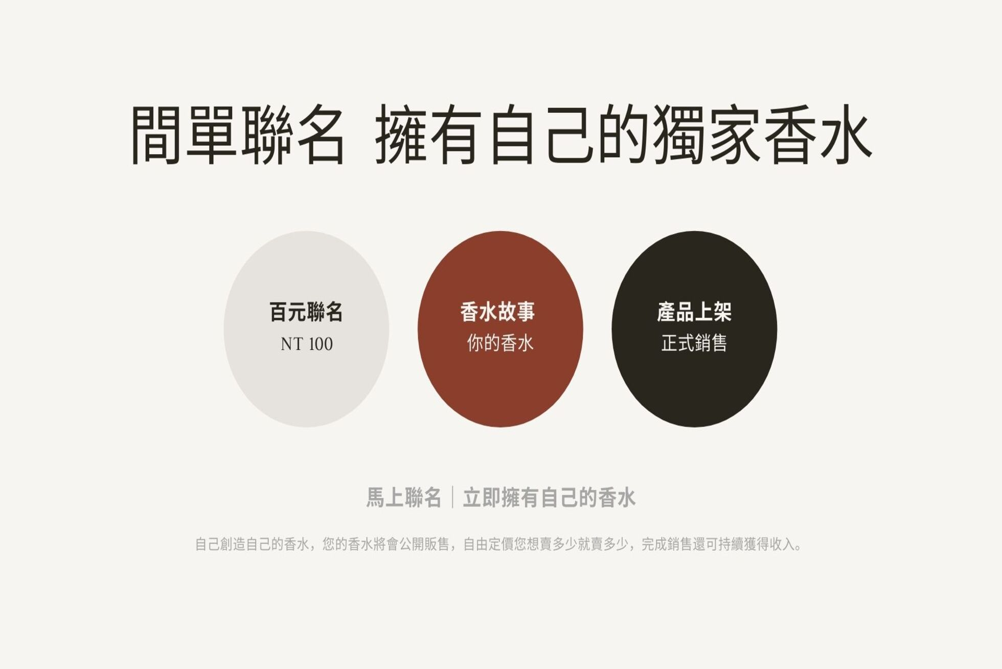 間單聯名 擁有自己的獨家香水
百元聯名
NT 100
香水故事
你的香水
產品上架
正式銷售
馬上聯名｜立即擁有自己的香水
自己創造自己的香水，您的香水將會公開販售，自由定價您想賣多少就賣多少，完成銷售還可持續獲得收入。